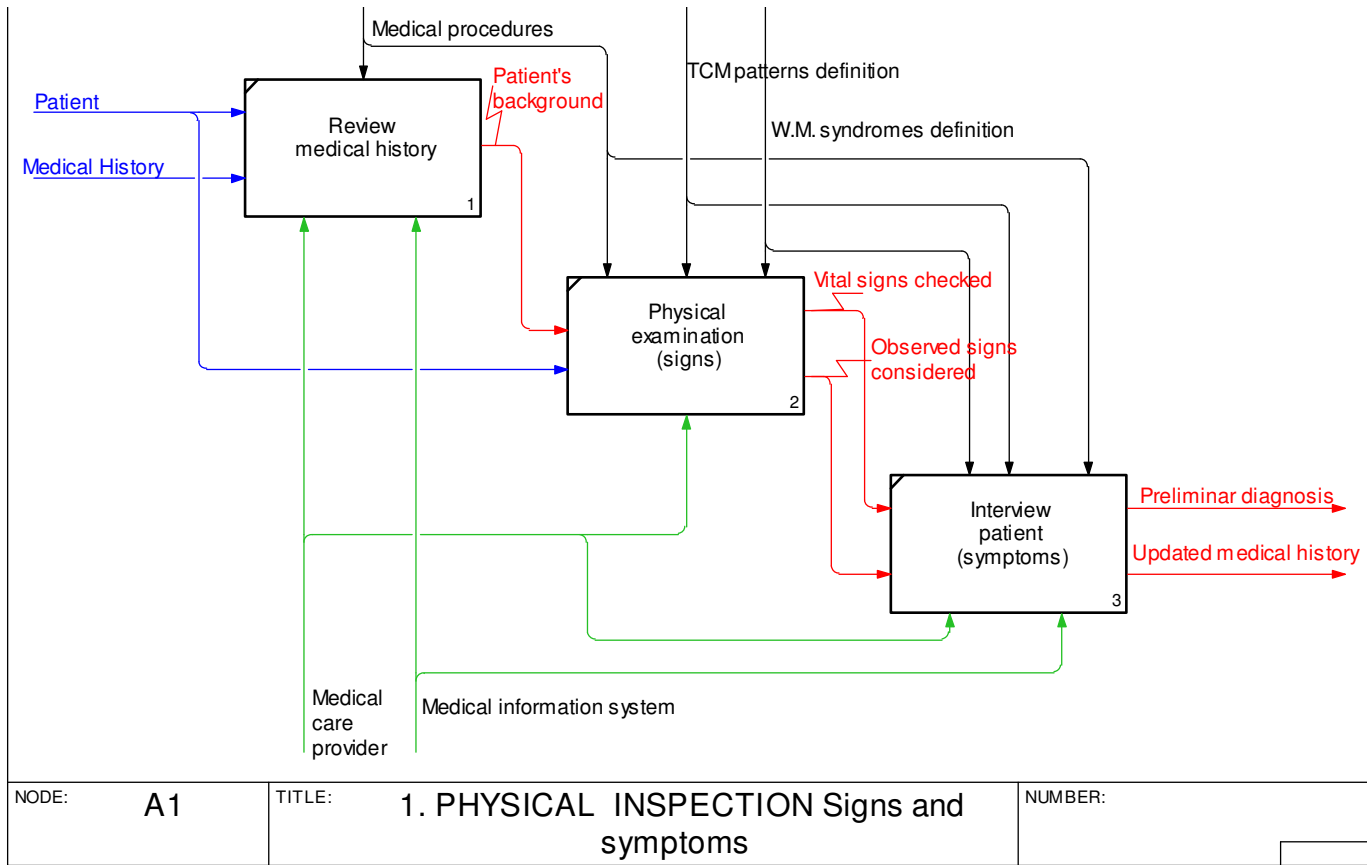 Medical procedures
TCM patterns definition
W.M. syndromes definition
Patient
Medical History
Review
medical history
1
Patient's
background
Physical
examination
(signs)
2
Vital signs checked
Observed signs
considered
Interview
patient
(symptoms)
3
Preliminar diagnosis
Updated medical history
Medical
care
provider
Medical information system
NODE:
A1
TITLE:
1. PHYSICAL INSPECTION Signs and
symptoms
NUMBER: